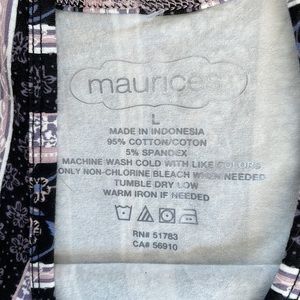 maurices
L
MADE IN INDONESIA
95% COTTON/COTON
5% SPANDEX
MACHINE WASH COLD WITH LIKE COLORS
ONLY NON-CHLORINE BLEACH WHEN NEEDED
TUMBLE DRY LOW
WARM IRON IF NEEDED
RN# 51783
CA# 56910